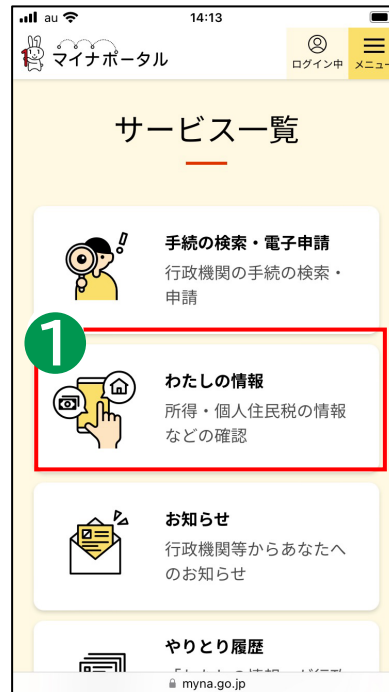 au 14:13
マイナポータル
ログイン中 メニュー
サービス一覧
手続の検索・電子申請
行政機関の手続の検索・
申請
1
わたしの情報
所得・個人住民税の情報
などの確認
お知らせ
行政機関等からあなたへ
のお知らせ
やりとり履歴
myna.go.jp